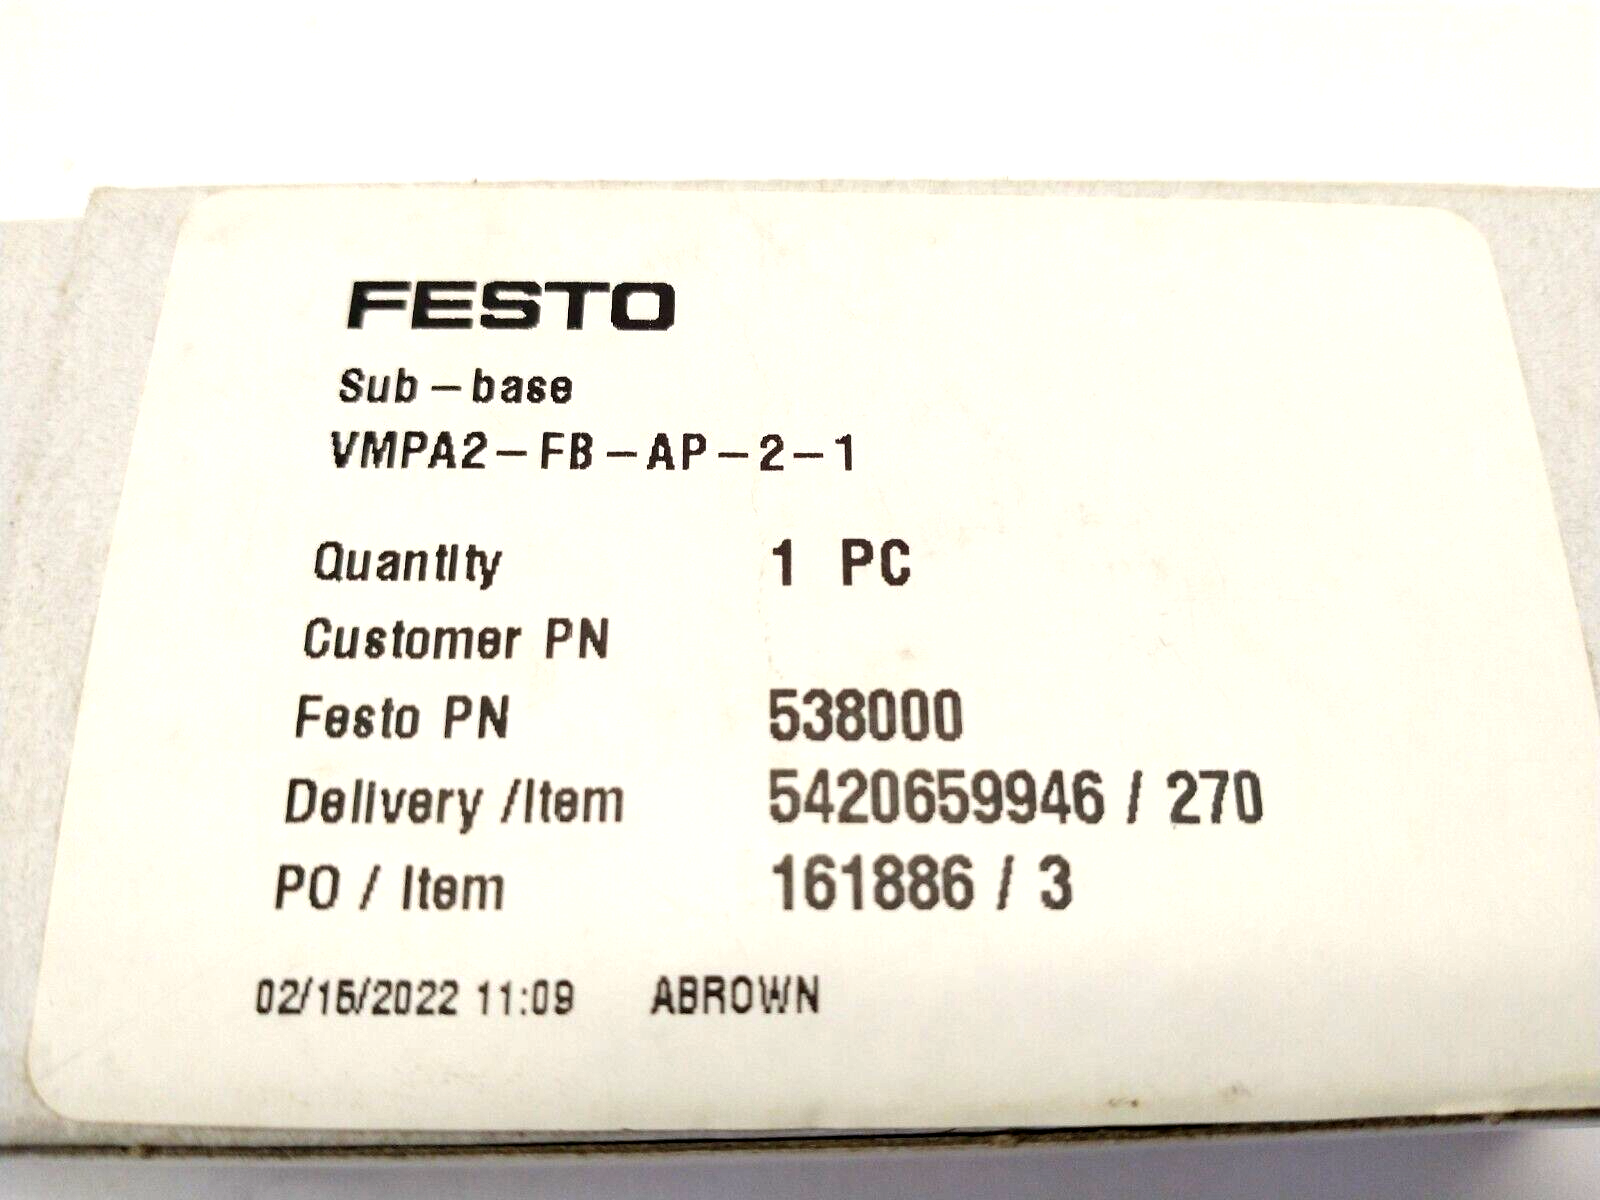 FESTO
Sub-base
VMPA2-FB-AP-2-1
Quantity 1 PC
Customer PN
Festo PN 538000
Delivery /Item 5420659946 / 270
PO / Item 161886 / 3
02/15/2022 11:09 ABROWN